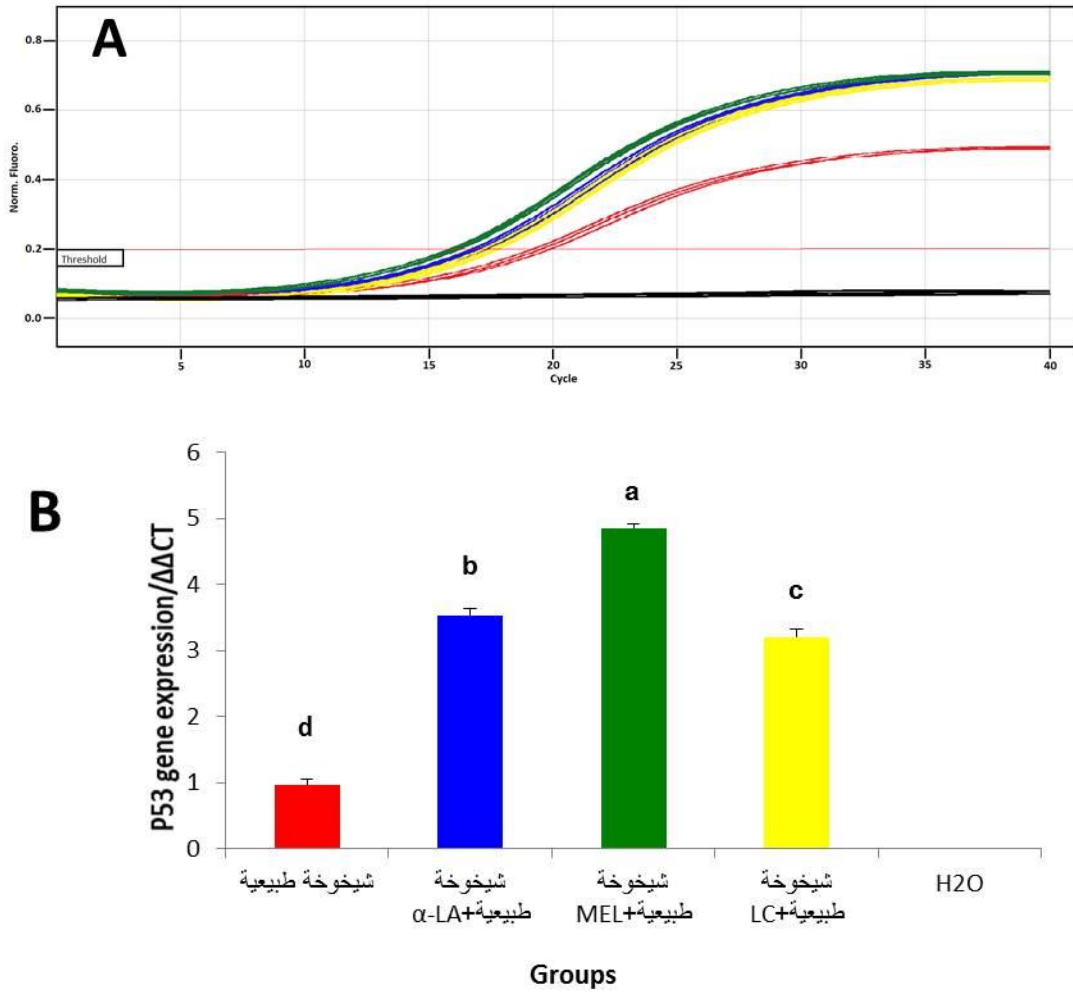 A
0.8
0.6
0.4
0.2
0.0
Norm. Fluoro.
Threshold
5 10 15 20 25 30 35 40
Cycle
B
P53 gene expression/ΔΔCT
6
5
4
3
2
1
0
d
b
a
c
شيخوخة طبيعية
شيخوخة
طبيعية+α-LA
شيخوخة
طبيعية+MEL
شيخوخة
طبيعية+LC
H2O
Groups